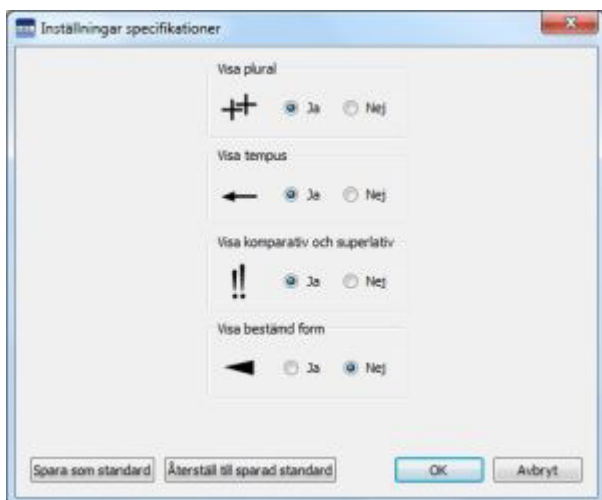 Inställningar specifikationer
Visa plural
Ja Nej
Visa tempus
Ja Nej
Visa komparativ och superlativ
Ja Nej
Visa bestämd form
Ja Nej
Spara som standard Återställ till sparad standard OK Avbryt